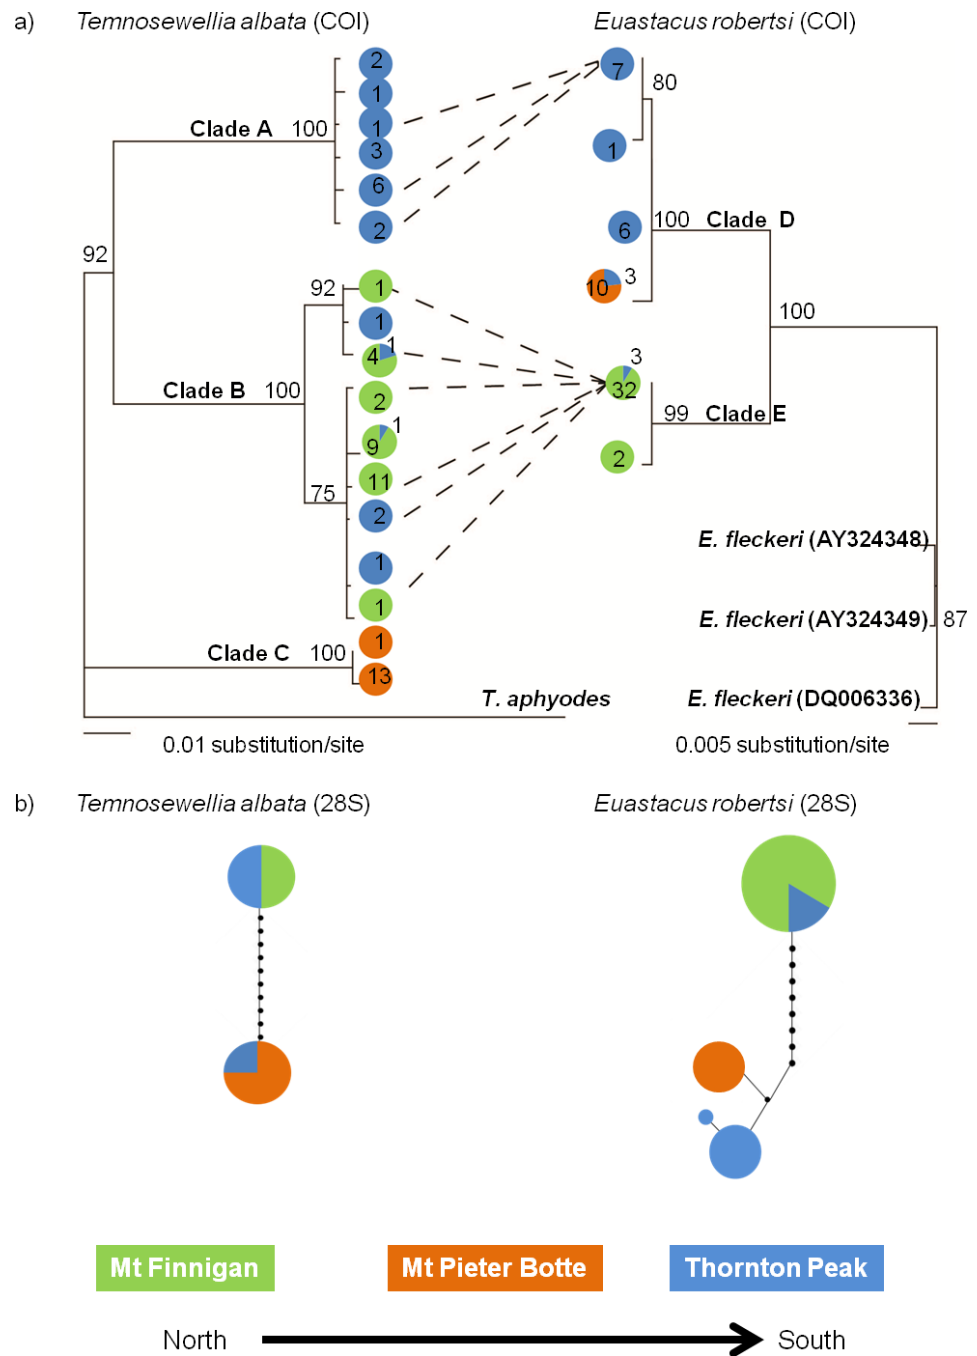 a) Temnosewellia albata (COI) Euastacus robertsi (COI)
2
1
Clade A 100 1
3
6
2
92
92 1
1
4 1
Clade B 100 2
9 1
11
75 2
1
1
Clade C 100 1
13
T. aphyodes
0.01 substitution/site
7 80
1
6 100 Clade D
10 3
100
3
32
99 Clade E
2
E. fleckeri (AY324348)
E. fleckeri (AY324349) 87
E. fleckeri (DQ006336)
0.005 substitution/site
b) Temnosewellia albata (28S) Euastacus robertsi (28S)
Mt Finnigan Mt Pieter Botte Thornton Peak
North South